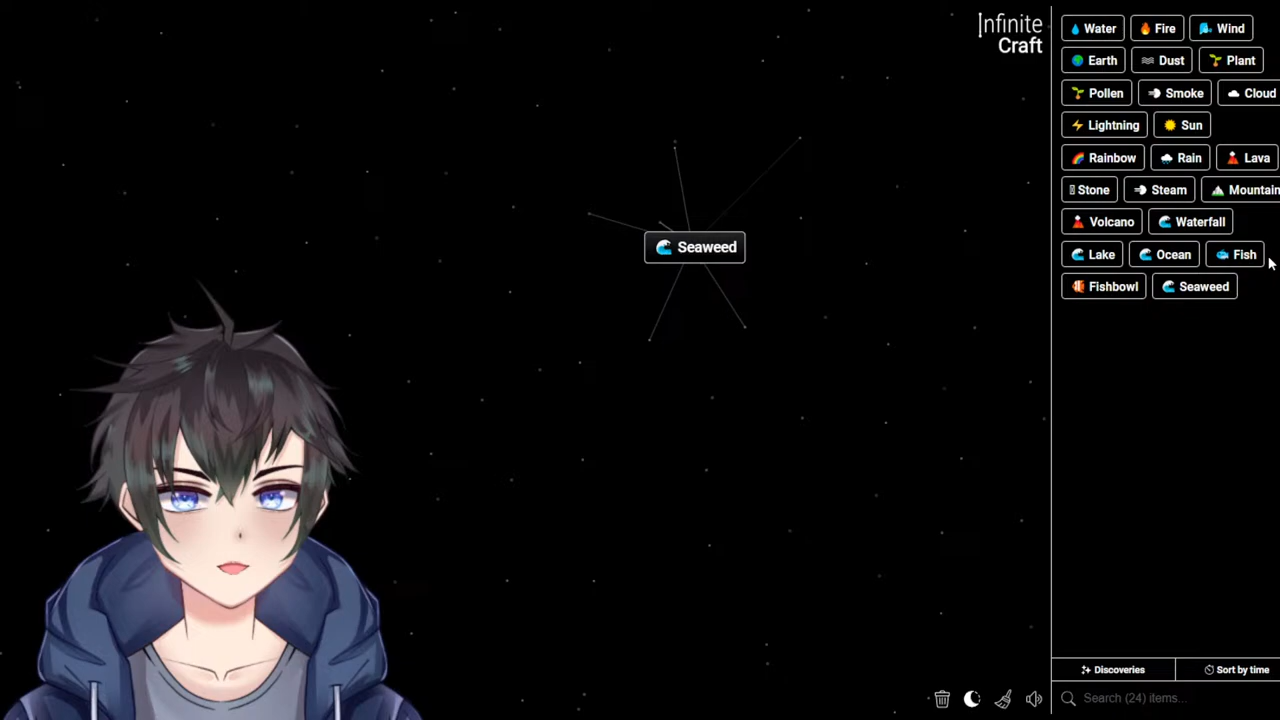 Infinite
Craft
Water Fire Wind
Earth Dust Plant
Pollen Smoke Cloud
Lightning Sun
Rainbow Rain Lava
Stone Steam Mountain
Volcano Waterfall
Lake Ocean Fish
Fishbowl Seaweed
Seaweed
Discoveries Sort by time
Search (24) items...